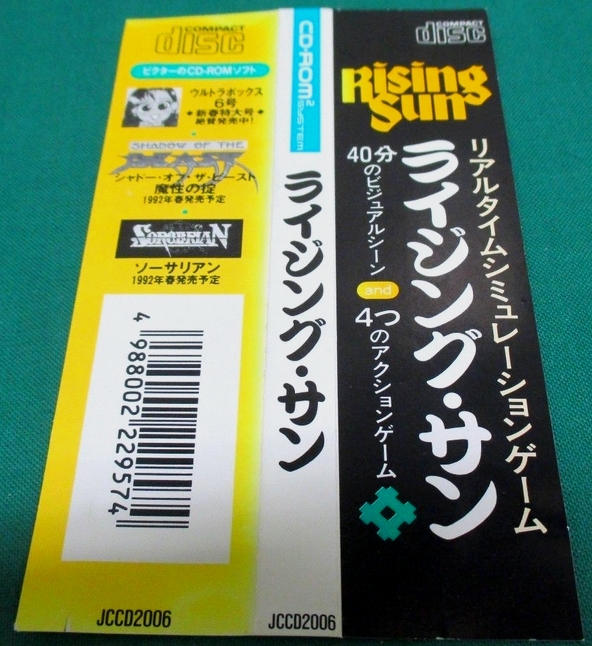 COMPACT
disc
ビクターのCD-ROMソフト
ウルトラボックス
6号
✦新春特大号✦
絶賛発売中!
SHADOW OF THE
BEAST
シャドー・オブ・ザ・ビースト
魔性の掟
1992年春発売予定
SORCERIAN
ソーサリアン
1992年春発売予定
4 988002 229574
JCCD2006
CD-ROM2
SYSTEM
ライジング・サン
JCCD2006
COMPACT
disc
Rising
Sun
リアルタイムシミュレーションゲーム
ライジング・サン
40分のビジュアルシーン
and
4つのアクションゲーム